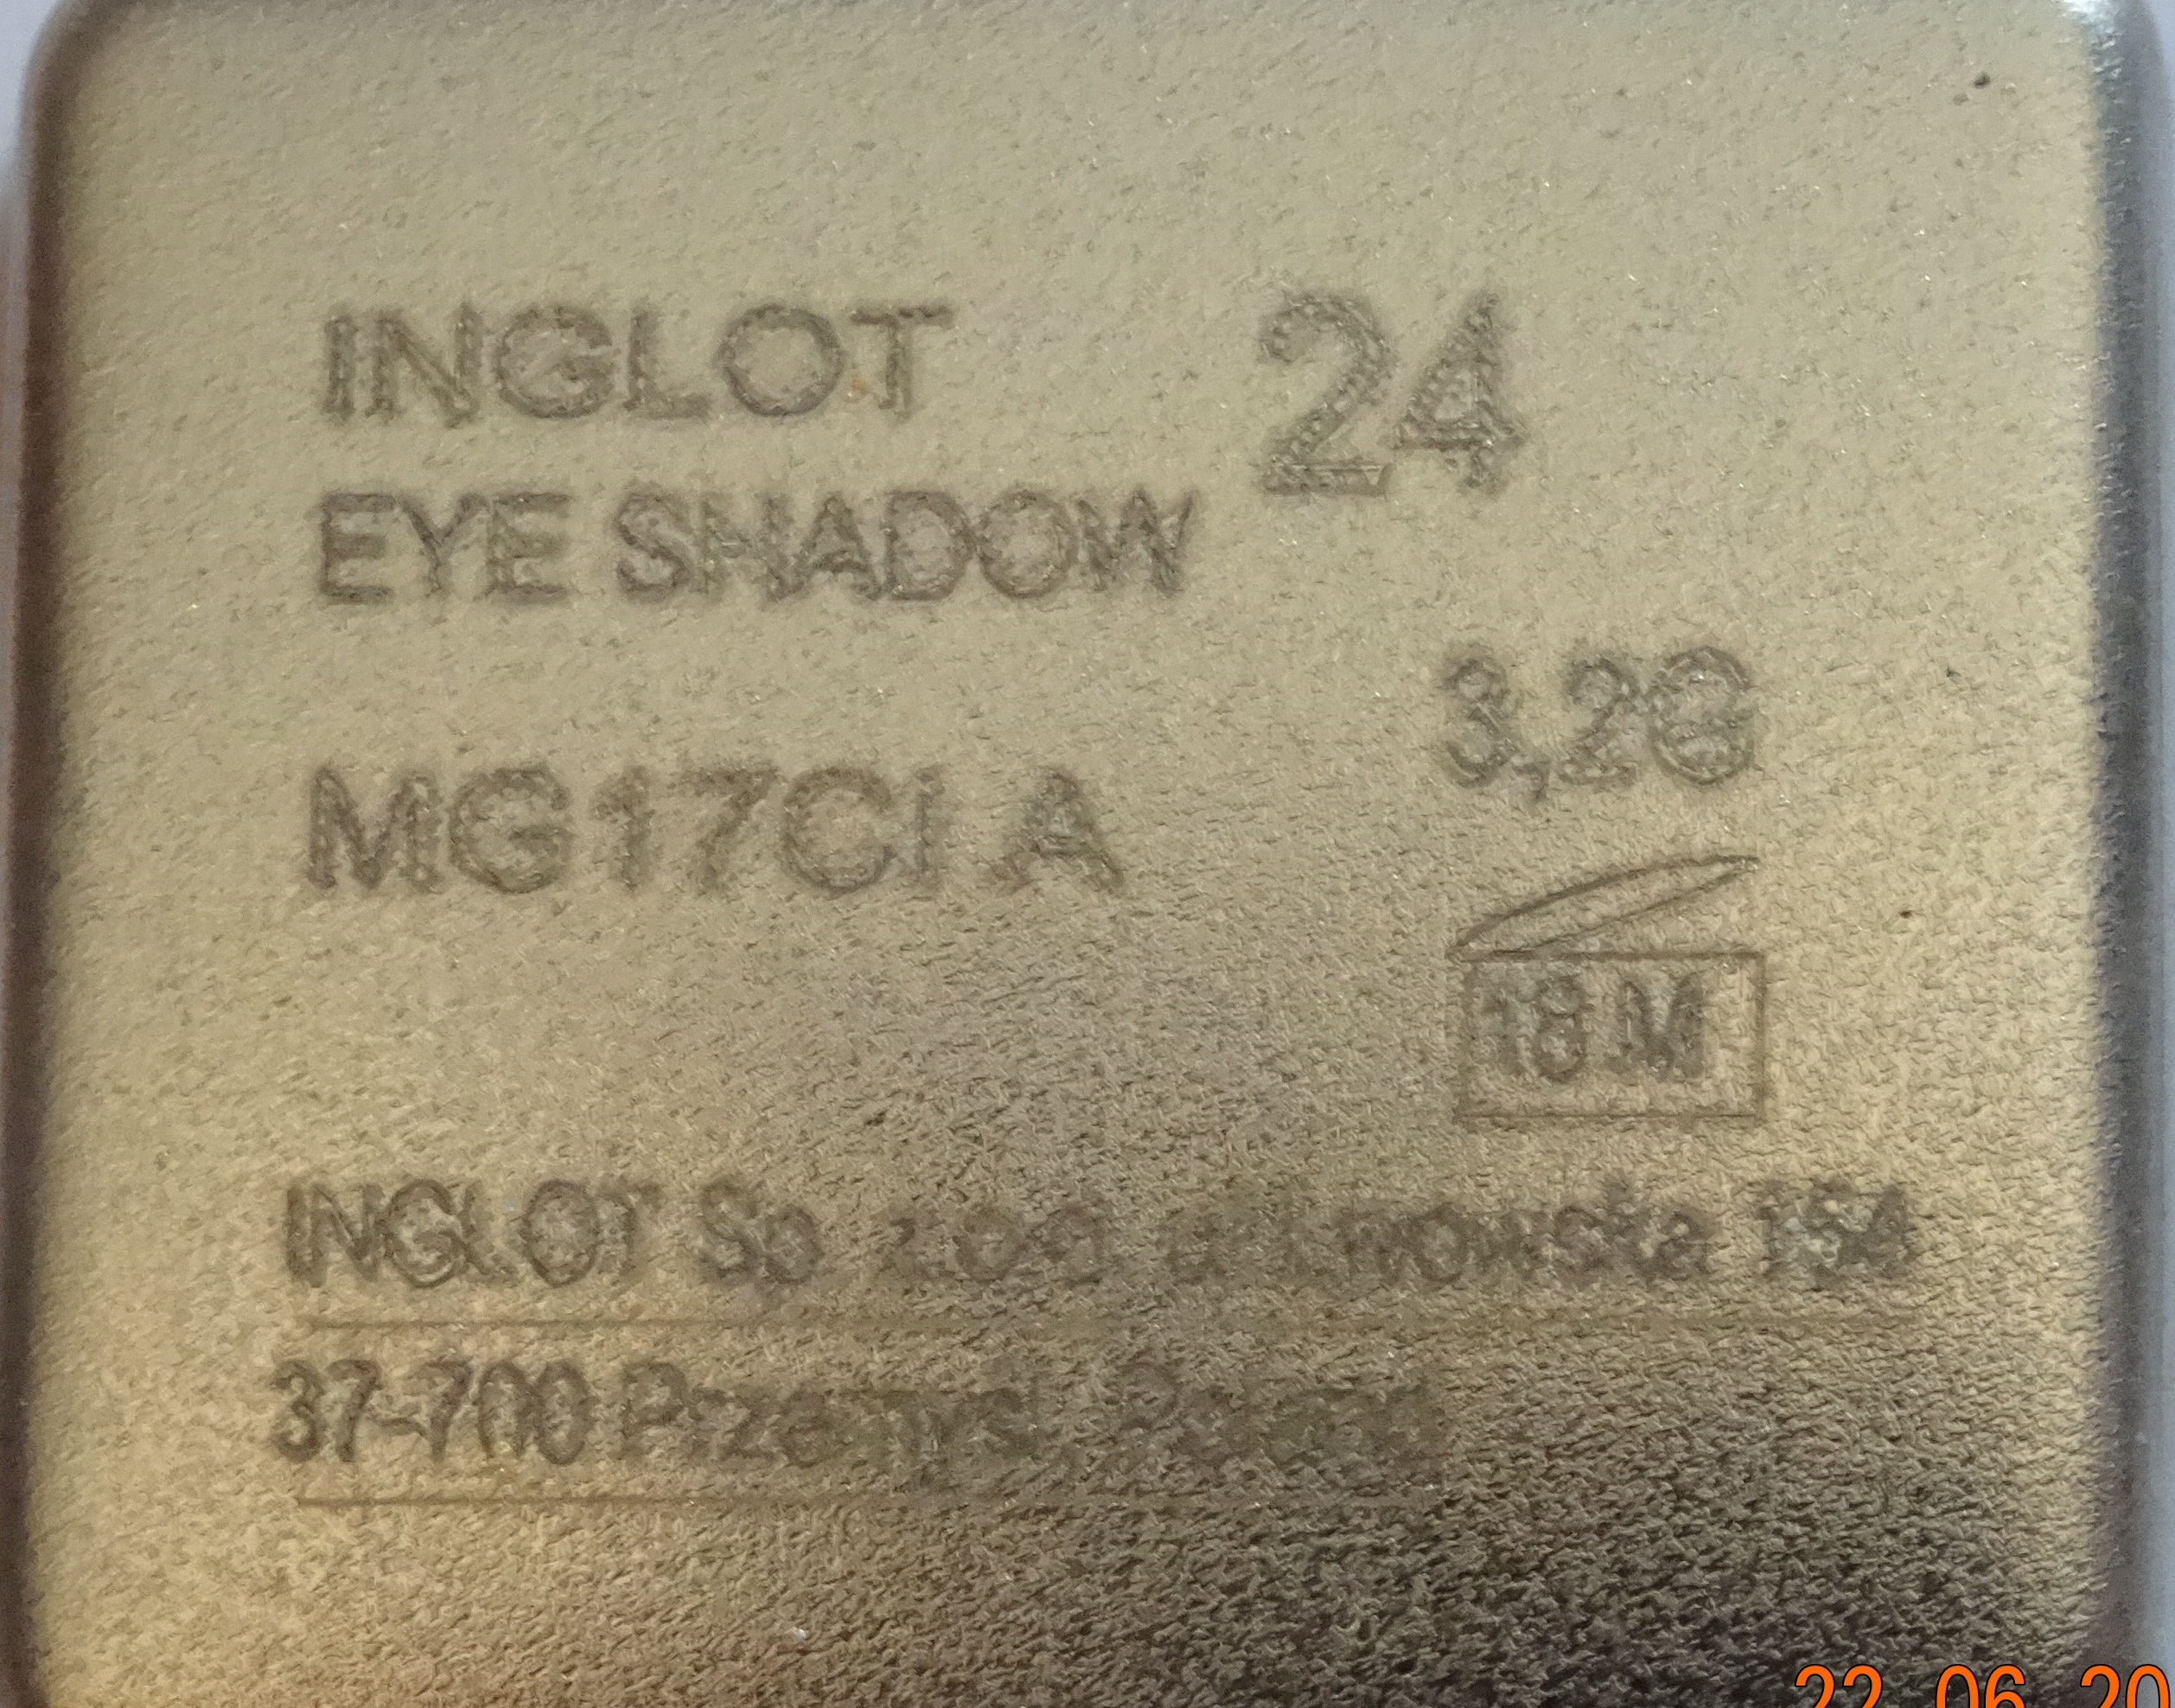 INGLOT 24
EYE SHADOW
3,2G
MG17CI A
18M
INGLOT Sp. z o.o. ul. Lwowska 154
37-700 Przemyśl, Poland
22 06 20